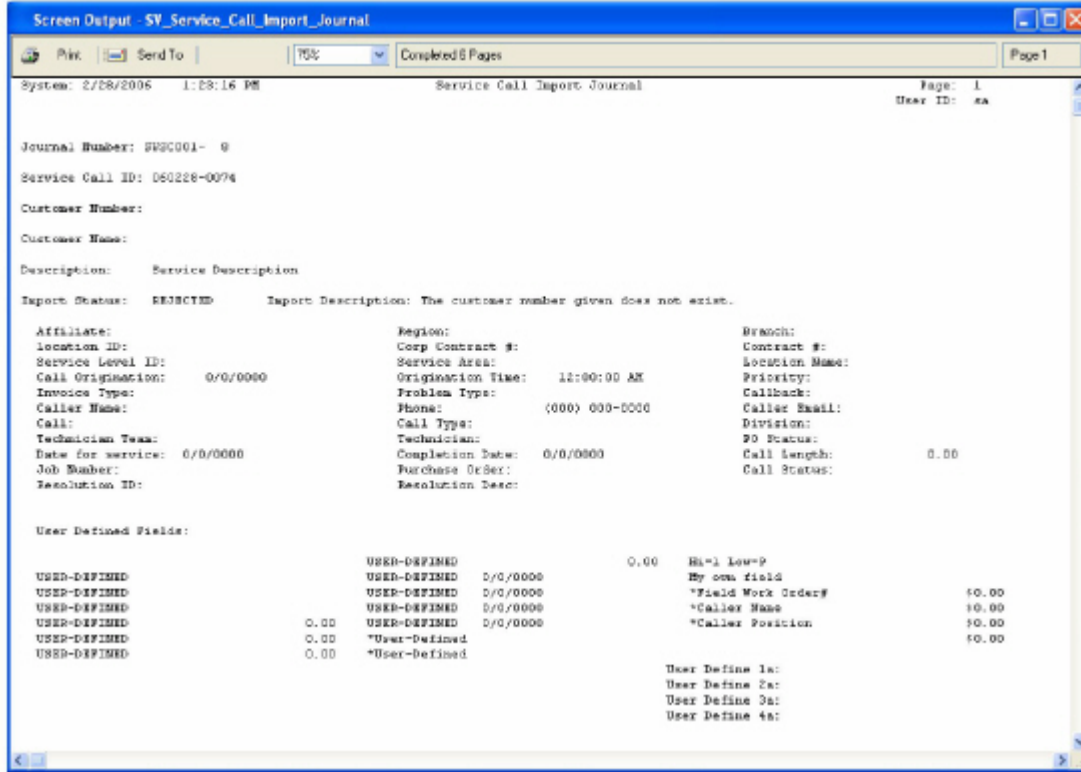 Screen Output - SV_Service_Call_Import_Journal
Print Send To 75% Completed 6 Pages Page 1
System: 2/28/2006 1:23:16 PM Service Call Import Journal Page: 1
User ID: sa
Journal Number:
Service Call ID: 060228-0074
Customer Number:
Customer Name:
Description: Service Description
Import Status: REJECTED Import Description: The customer number given does not exist.
Affiliate: Region: Branch:
Location ID: Corp Contract #: Contract #:
Service Level ID: Service Area: Location Name:
Call Origination: 0/0/0000 Origination Time: 12:00:00 AM Priority:
Invoice Type: Problem Type: Callback:
Caller Name: Phone: (000) 000-0000 Caller Email:
Call: Call Type: Division:
Technician Team: Technician: PO Status:
Date for service: 0/0/0000 Completion Date: 0/0/0000 Call Length: 0.00
Job Number: Purchase Order: Call Status:
Resolution ID: Resolution Desc:
User Defined Fields:
USER-DEFINED 0.00 Hi=1 Low=9
USER-DEFINED USER-DEFINED 0/0/0000 My own field
USER-DEFINED USER-DEFINED 0/0/0000 *Field Work Order# $0.00
USER-DEFINED USER-DEFINED 0/0/0000 *Caller Name $0.00
USER-DEFINED 0.00 USER-DEFINED 0/0/0000 *Caller Position $0.00
USER-DEFINED 0.00 *User-Defined $0.00
USER-DEFINED 0.00 *User-Defined
User Define 1a:
User Define 2a:
User Define 3a:
User Define 4a: